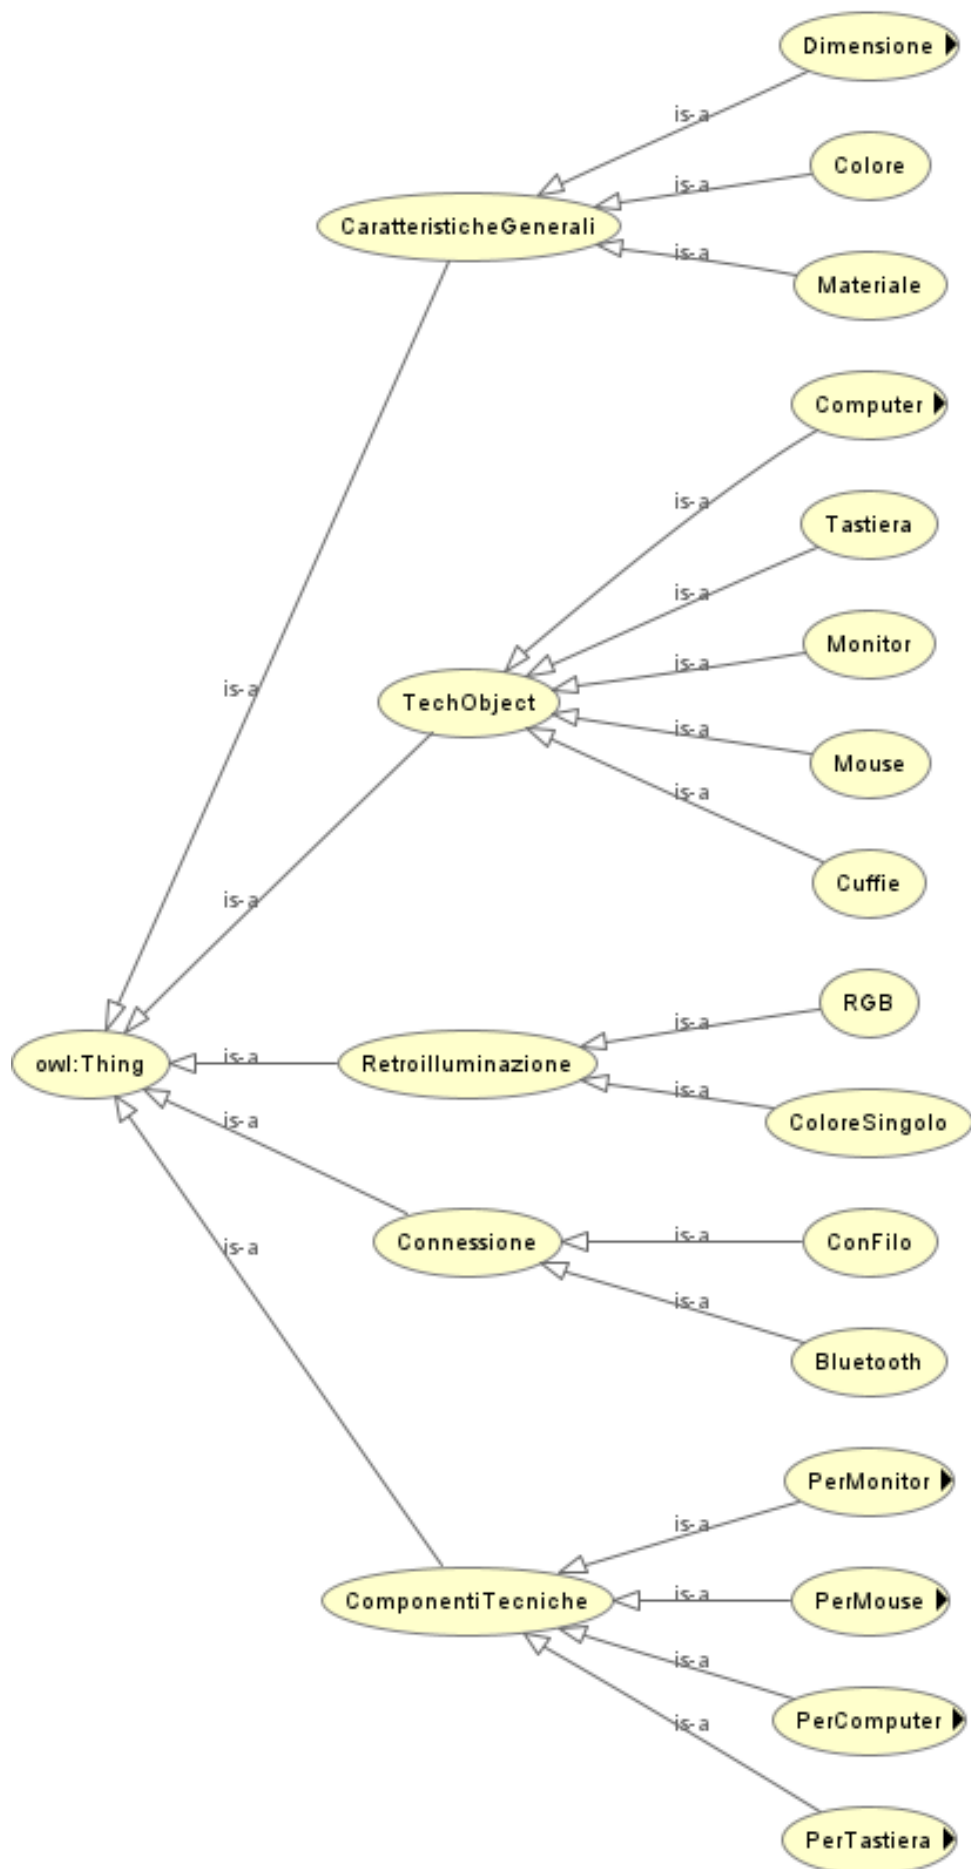 Dimensione
is-a
Colore
is-a
CaratteristicheGenerali
is-a
Materiale
Computer
is-a
Tastiera
is-a
Monitor
is-a
is-a
TechObject
is-a
Mouse
is-a
Cuffie
is-a
RGB
is-a
owl:Thing
is-a
Retroilluminazione
is-a
ColoreSingolo
is-a
Connessione
is-a
ConFilo
is-a
is-a
Bluetooth
PerMonitor
is-a
ComponentiTecniche
is-a
PerMouse
is-a
PerComputer
is-a
PerTastiera